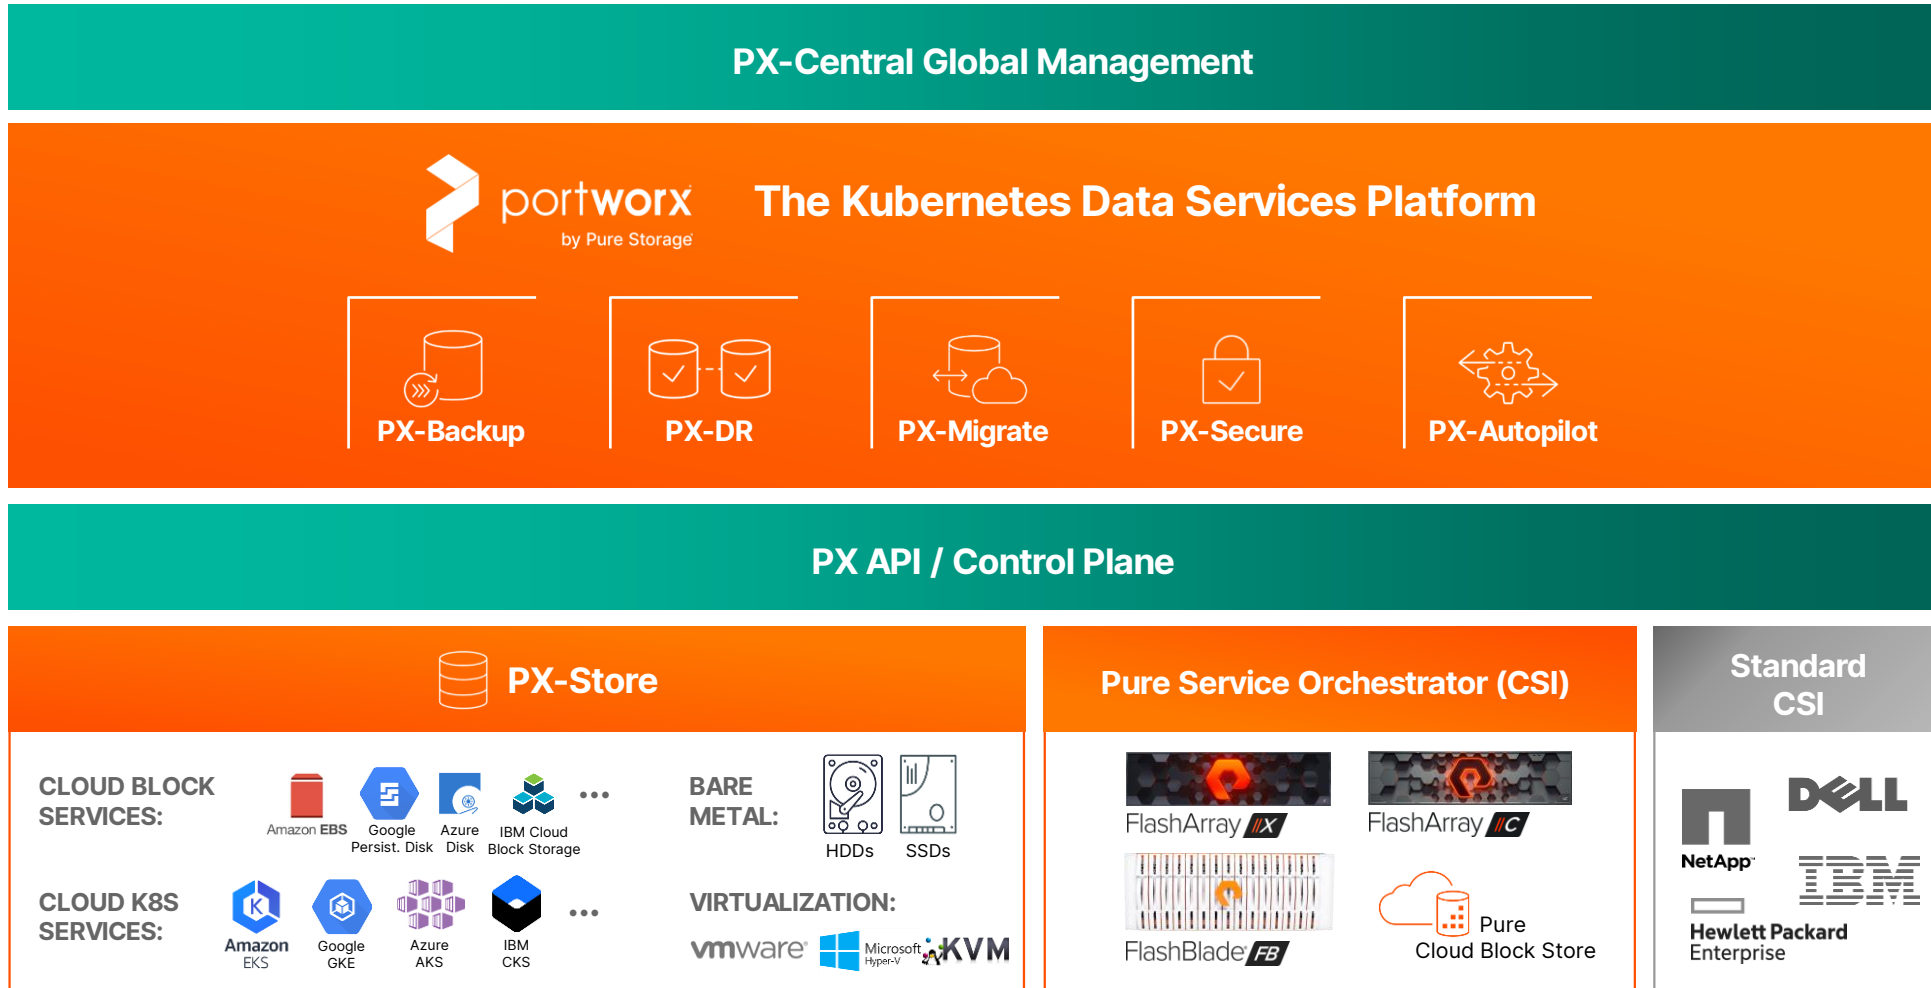 PX-Central Global Management
portworx
by Pure Storage
The Kubernetes Data Services Platform
PX-Backup
PX-DR
PX-Migrate
PX-Secure
PX-Autopilot
PX API / Control Plane
PX-Store
CLOUD BLOCK
SERVICES:
Amazon EBS
Google
Persist. Disk
Azure
Disk
IBM Cloud
Block Storage
...
BARE
METAL:
HDDs
SSDs
CLOUD K8S
SERVICES:
Amazon
EKS
Google
GKE
Azure
AKS
IBM
CKS
...
VIRTUALIZATION:
vmware
Microsoft
Hyper-V
KVM
Pure Service Orchestrator (CSI)
FlashArray //X
FlashArray //C
FlashBlade FB
Pure
Cloud Block Store
Standard
CSI
NetApp
DELL
IBM
Hewlett Packard
Enterprise